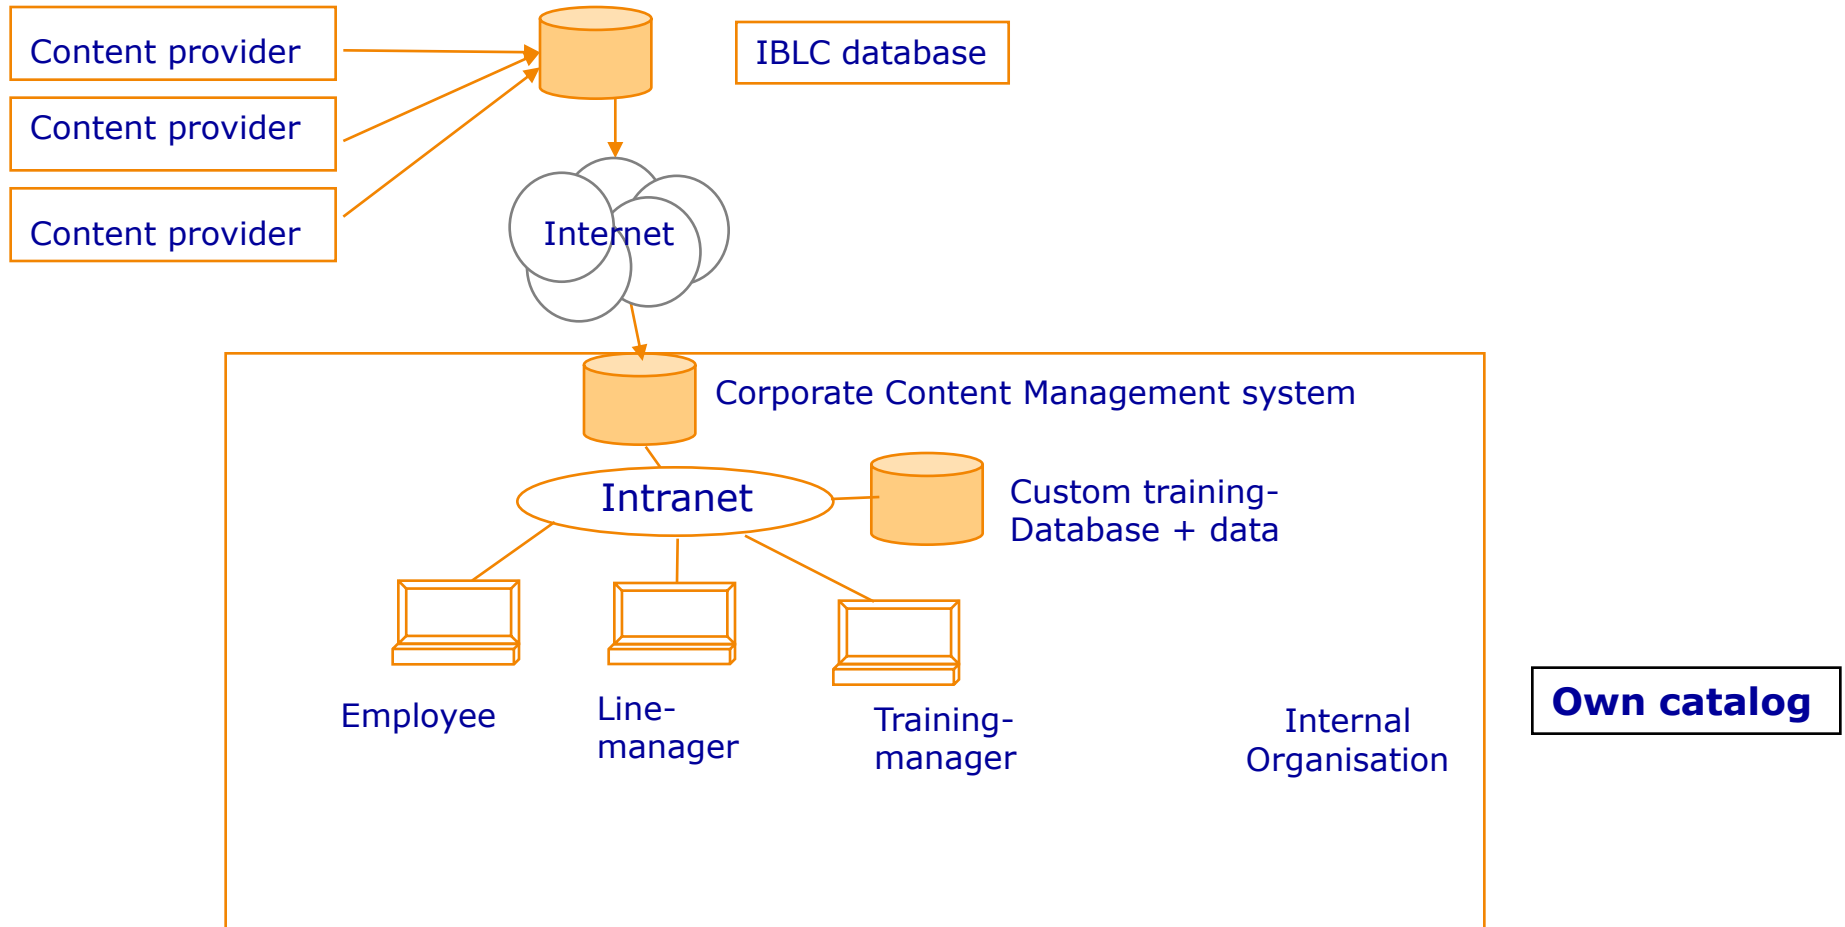 Content provider
IBLC database
Content provider
Content provider
Internet
Corporate Content Management system
Intranet
Custom training-
Database + data
Employee
Line-
manager
Training-
manager
Internal
Organisation
Own catalog